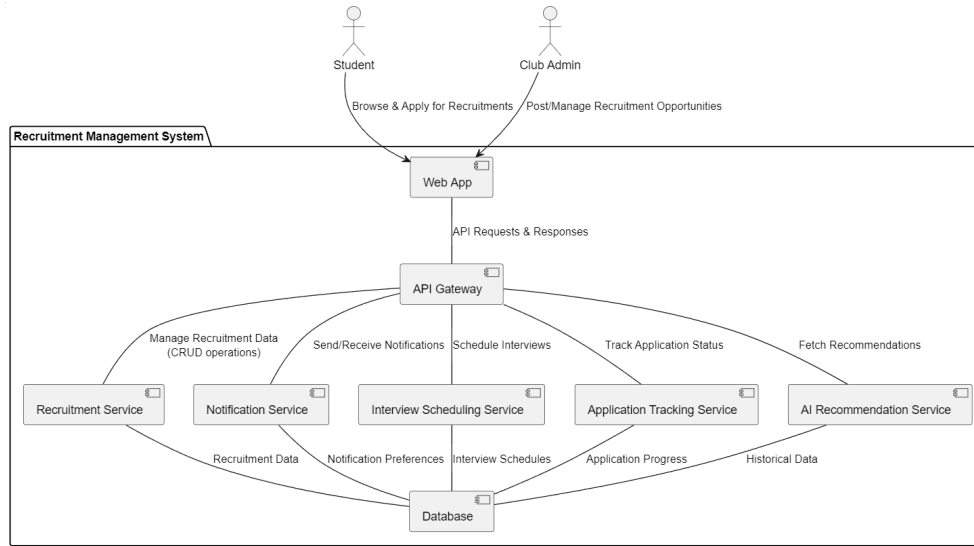 Student
Club Admin
Browse & Apply for Recruitments
Post/Manage Recruitment Opportunities
Recruitment Management System
Web App
API Requests & Responses
API Gateway
Manage Recruitment Data
(CRUD operations)
Send/Receive Notifications
Schedule Interviews
Track Application Status
Fetch Recommendations
Recruitment Service
Notification Service
Interview Scheduling Service
Application Tracking Service
AI Recommendation Service
Recruitment Data
Notification Preferences
Interview Schedules
Application Progress
Historical Data
Database